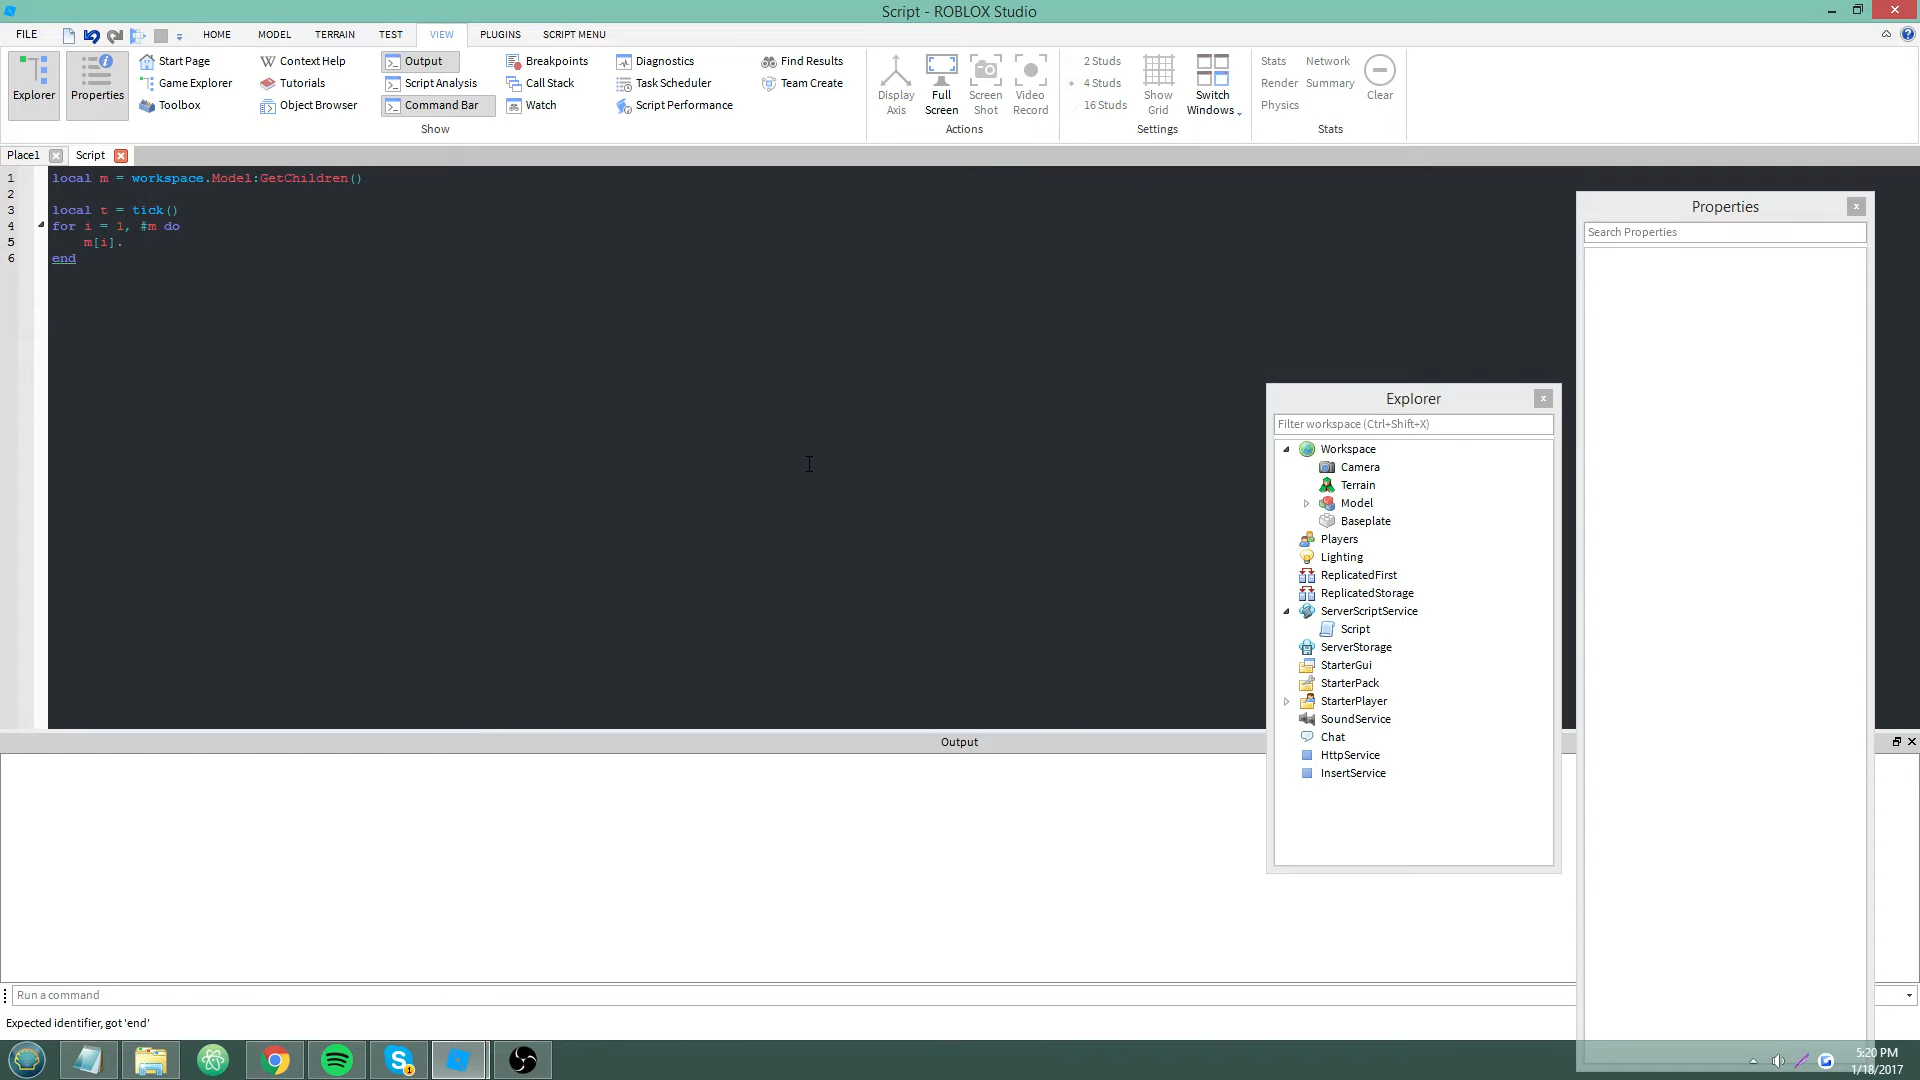 Script - ROBLOX Studio
FILE
HOME
MODEL
TERRAIN
TEST
VIEW
PLUGINS
SCRIPT MENU
Explorer
Properties
Start Page
Game Explorer
Toolbox
Context Help
Tutorials
Object Browser
Output
Script Analysis
Command Bar
Breakpoints
Call Stack
Watch
Diagnostics
Task Scheduler
Script Performance
Find Results
Team Create
Show
Display Axis
Full Screen
Screen Shot
Video Record
Actions
2 Studs
4 Studs
16 Studs
Show Grid
Switch Windows
Settings
Stats
Network
Render
Summary
Physics
Clear
Stats
Place1
Script
1 local m = workspace.Model:GetChildren()
2
3 local t = tick()
4 for i = 1, #m do
5 m[i].
6 end
Properties
Search Properties
Explorer
Filter workspace (Ctrl+Shift+X)
Workspace
Camera
Terrain
Model
Baseplate
Players
Lighting
ReplicatedFirst
ReplicatedStorage
ServerScriptService
Script
ServerStorage
StarterGui
StarterPack
StarterPlayer
SoundService
Chat
HttpService
InsertService
Output
Run a command
Expected identifier, got 'end'
5:20 PM
1/18/2017